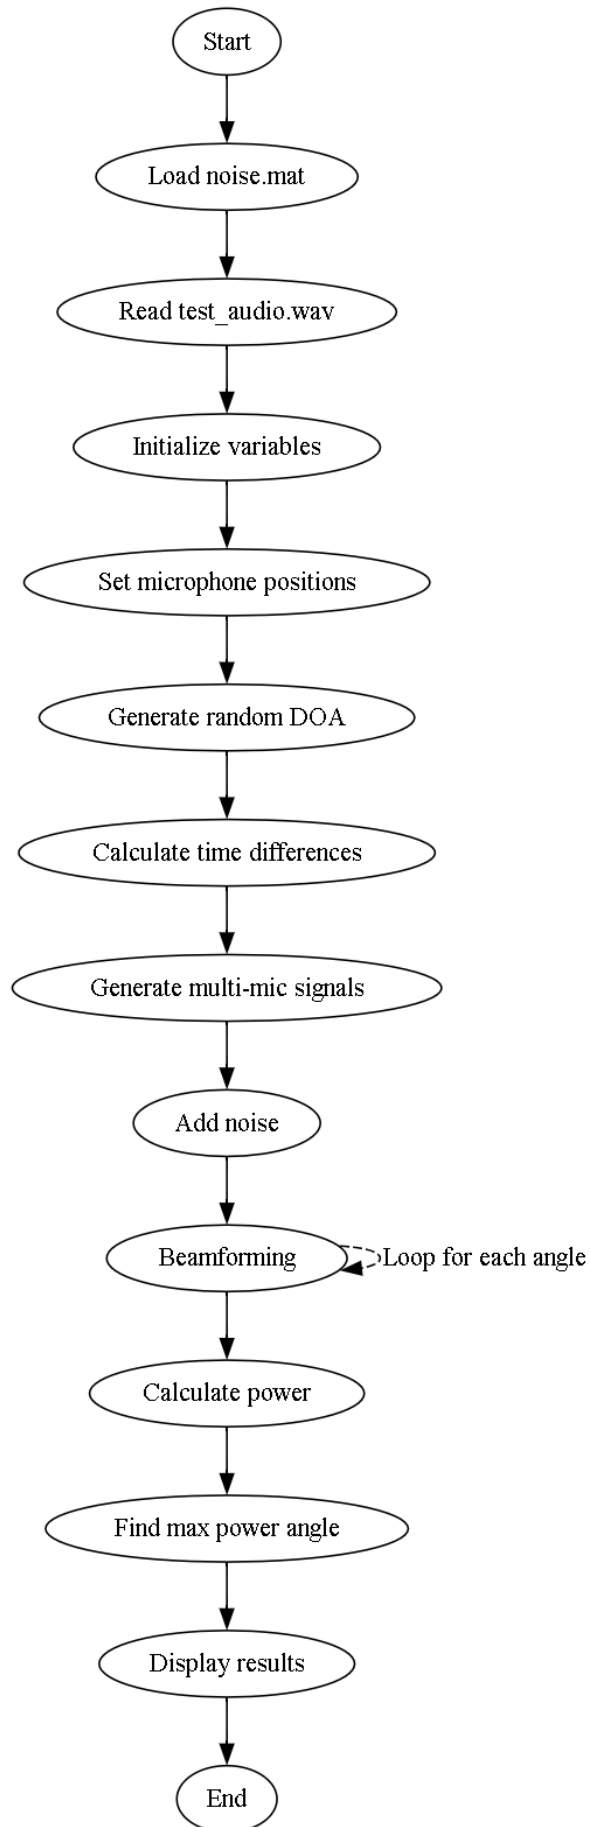 Start
Load noise.mat
Read test_audio.wav
Initialize variables
Set microphone positions
Generate random DOA
Calculate time differences
Generate multi-mic signals
Add noise
Beamforming
Loop for each angle
Calculate power
Find max power angle
Display results
End